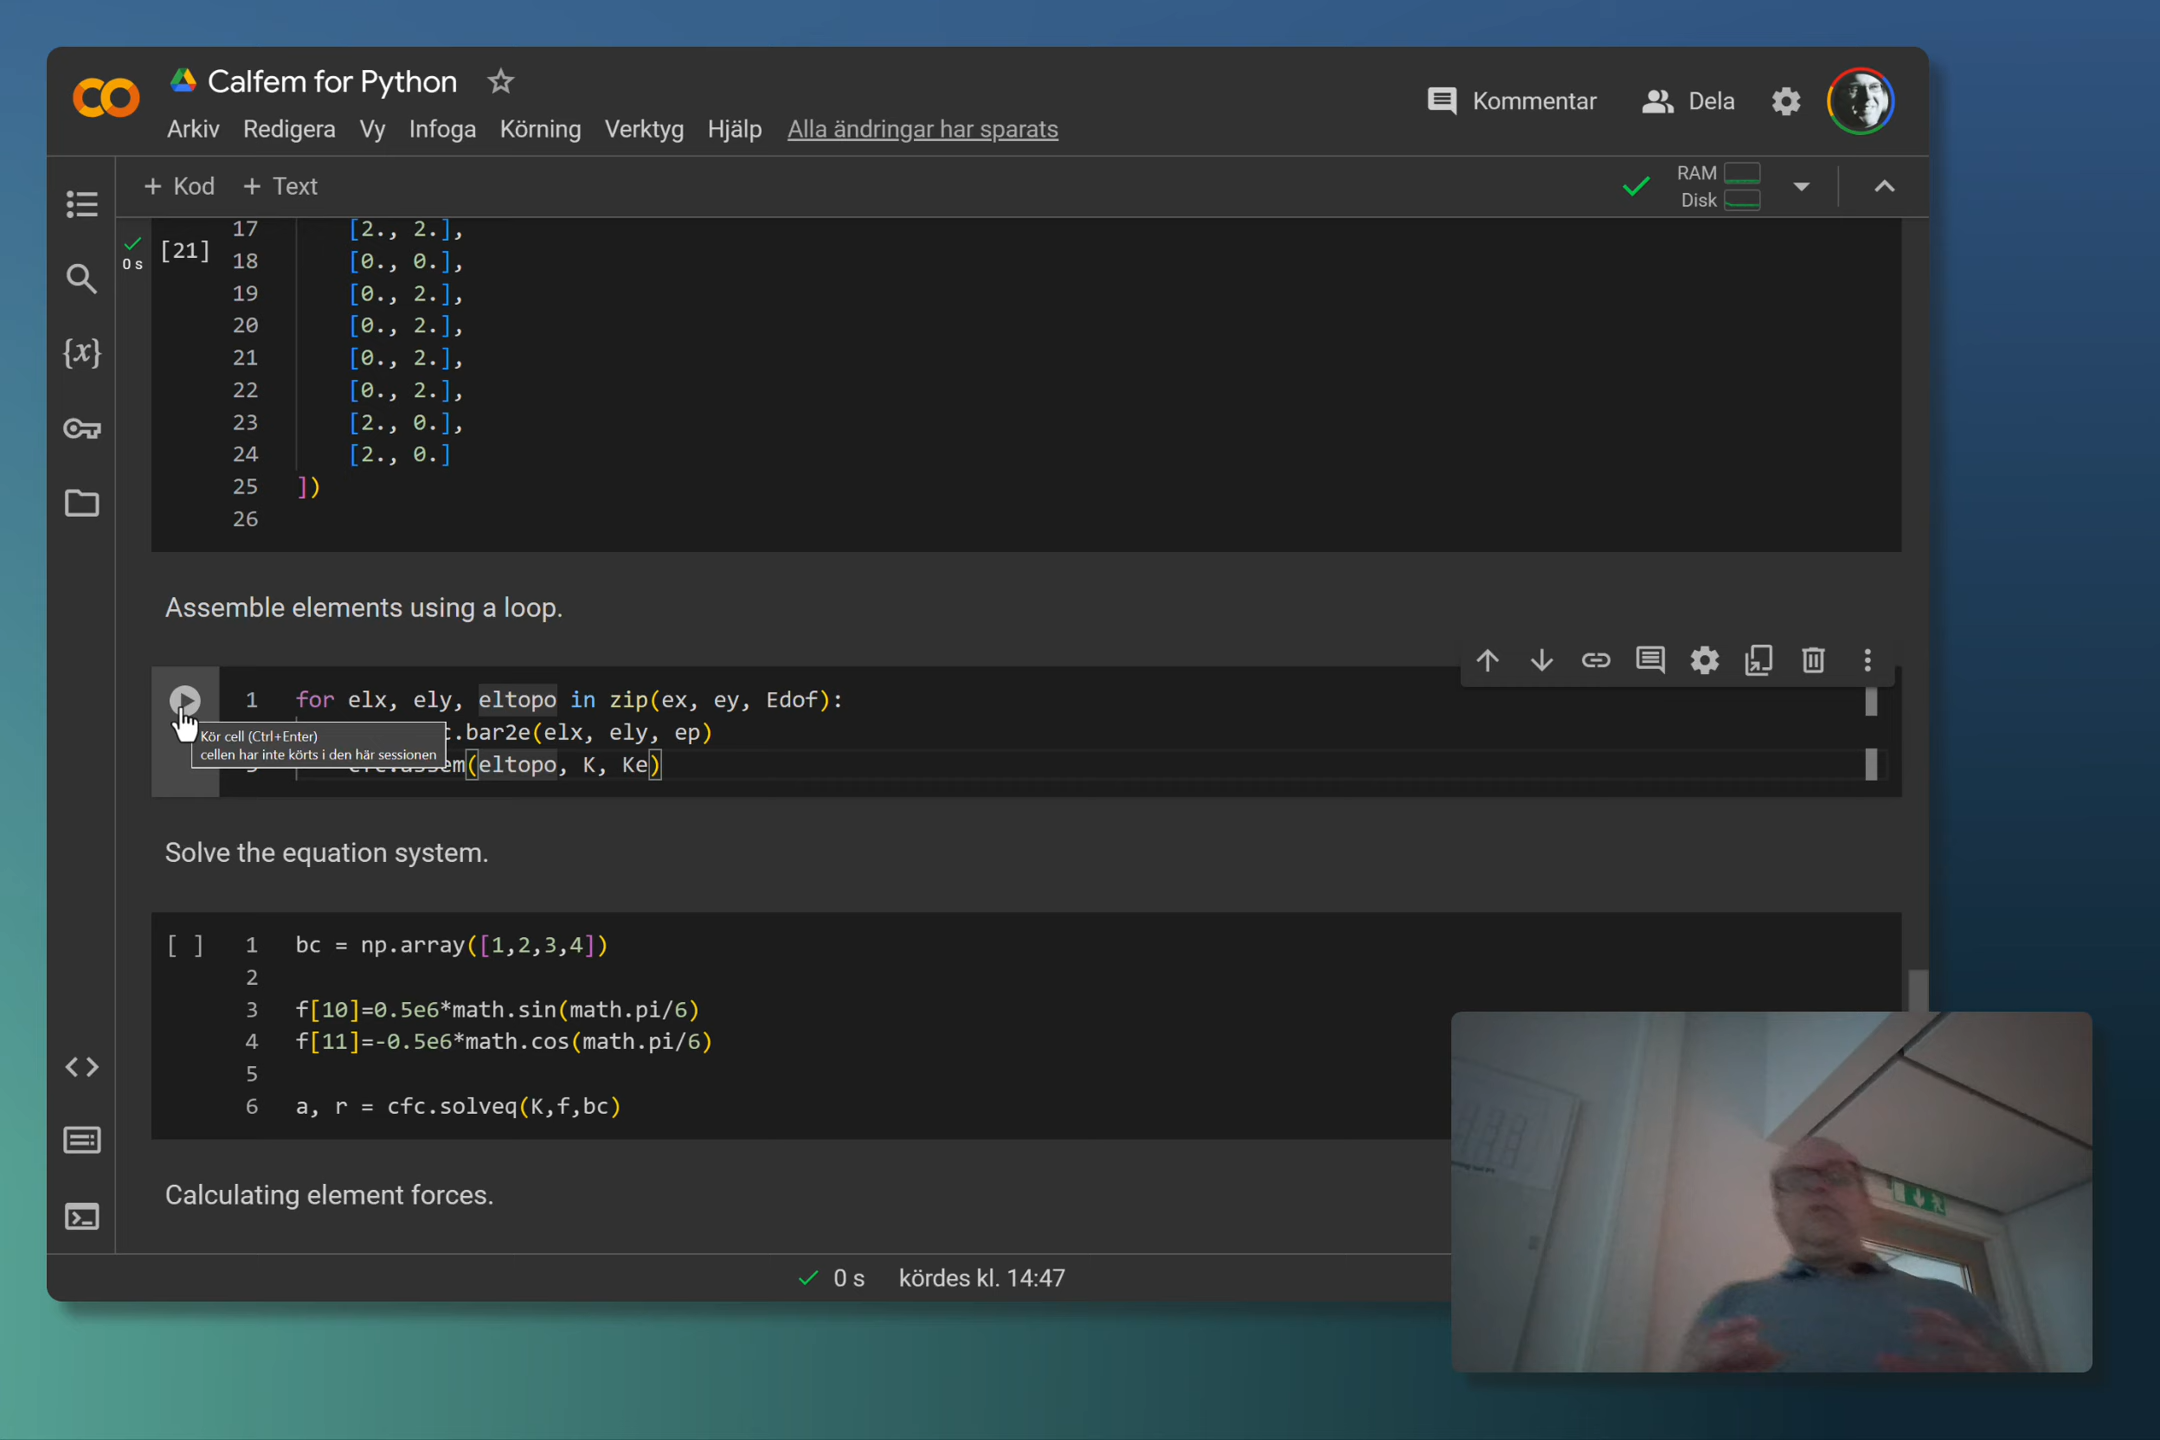 Calfem for Python
Kommentar
Dela
Arkiv Redigera Vy Infoga Körning Verktyg Hjälp Alla ändringar har sparats
+ Kod + Text
RAM
Disk
0 s
[21]
17 [2., 2.],
18 [0., 0.],
19 [0., 2.],
20 [0., 2.],
21 [0., 2.],
22 [0., 2.],
23 [2., 0.],
24 [2., 0.]
25 ])
26
Assemble elements using a loop.
1 for elx, ely, eltopo in zip(ex, ey, Edof):
.bar2e(elx, ely, ep)
(eltopo, K, Ke)
Kör cell (Ctrl+Enter)
cellen har inte körts i den här sessionen
Solve the equation system.
[ ]
1 bc = np.array([1,2,3,4])
2
3 f[10]=0.5e6*math.sin(math.pi/6)
4 f[11]=-0.5e6*math.cos(math.pi/6)
5
6 a, r = cfc.solveq(K,f,bc)
Calculating element forces.
0 s kördes kl. 14:47